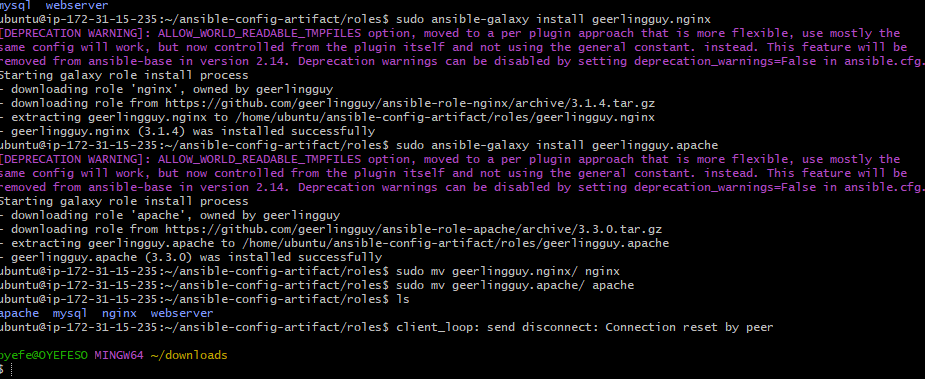 mysql  webserver
ubuntu@ip-172-31-15-235:~/ansible-config-artifact/roles$ sudo ansible-galaxy install geerlingguy.nginx
[DEPRECATION WARNING]: ALLOW_WORLD_READABLE_TMPFILES option, moved to a per plugin approach that is more flexible, use mostly the
same config will work, but now controlled from the plugin itself and not using the general constant. instead. This feature will be
removed from ansible-base in version 2.14. Deprecation warnings can be disabled by setting deprecation_warnings=False in ansible.cfg.
Starting galaxy role install process
- downloading role 'nginx', owned by geerlingguy
- downloading role from https://github.com/geerlingguy/ansible-role-nginx/archive/3.1.4.tar.gz
- extracting geerlingguy.nginx to /home/ubuntu/ansible-config-artifact/roles/geerlingguy.nginx
- geerlingguy.nginx (3.1.4) was installed successfully
ubuntu@ip-172-31-15-235:~/ansible-config-artifact/roles$ sudo ansible-galaxy install geerlingguy.apache
[DEPRECATION WARNING]: ALLOW_WORLD_READABLE_TMPFILES option, moved to a per plugin approach that is more flexible, use mostly the
same config will work, but now controlled from the plugin itself and not using the general constant. instead. This feature will be
removed from ansible-base in version 2.14. Deprecation warnings can be disabled by setting deprecation_warnings=False in ansible.cfg.
Starting galaxy role install process
- downloading role 'apache', owned by geerlingguy
- downloading role from https://github.com/geerlingguy/ansible-role-apache/archive/3.3.0.tar.gz
- extracting geerlingguy.apache to /home/ubuntu/ansible-config-artifact/roles/geerlingguy.apache
- geerlingguy.apache (3.3.0) was installed successfully
ubuntu@ip-172-31-15-235:~/ansible-config-artifact/roles$ sudo mv geerlingguy.nginx/ nginx
ubuntu@ip-172-31-15-235:~/ansible-config-artifact/roles$ sudo mv geerlingguy.apache/ apache
ubuntu@ip-172-31-15-235:~/ansible-config-artifact/roles$ ls
apache  mysql  nginx  webserver
ubuntu@ip-172-31-15-235:~/ansible-config-artifact/roles$ client_loop: send disconnect: Connection reset by peer
oyefe@OYEFESO MINGW64 ~/downloads
$